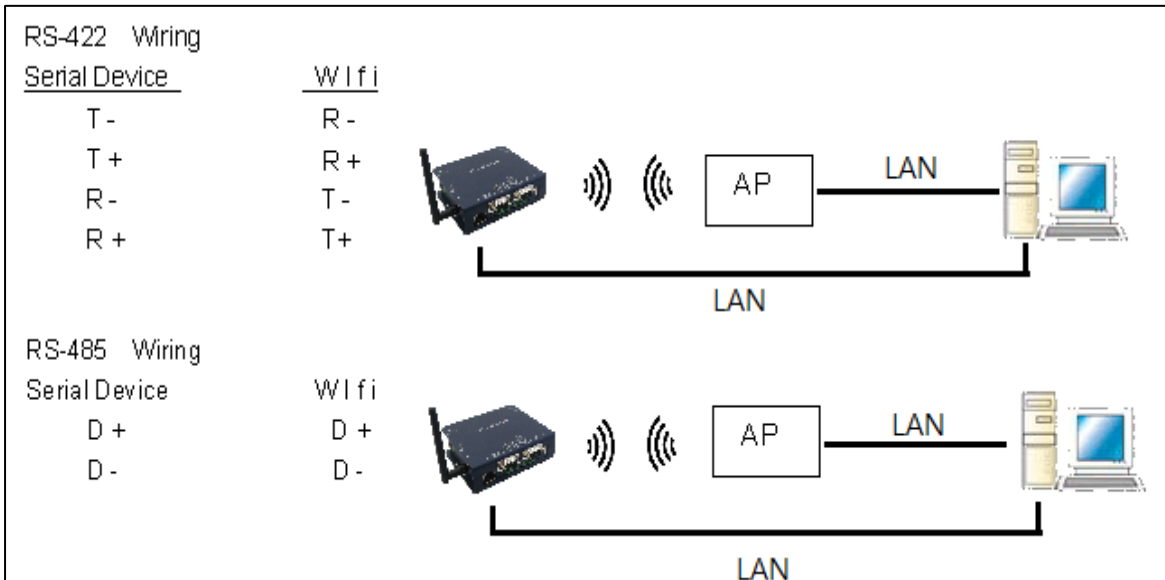 RS-422 Wiring
Serial Device WIfi
T - R -
T + R +
R - T -
R + T+
AP
LAN
LAN
RS-485 Wiring
Serial Device WIfi
D + D +
D - D -
AP
LAN
LAN